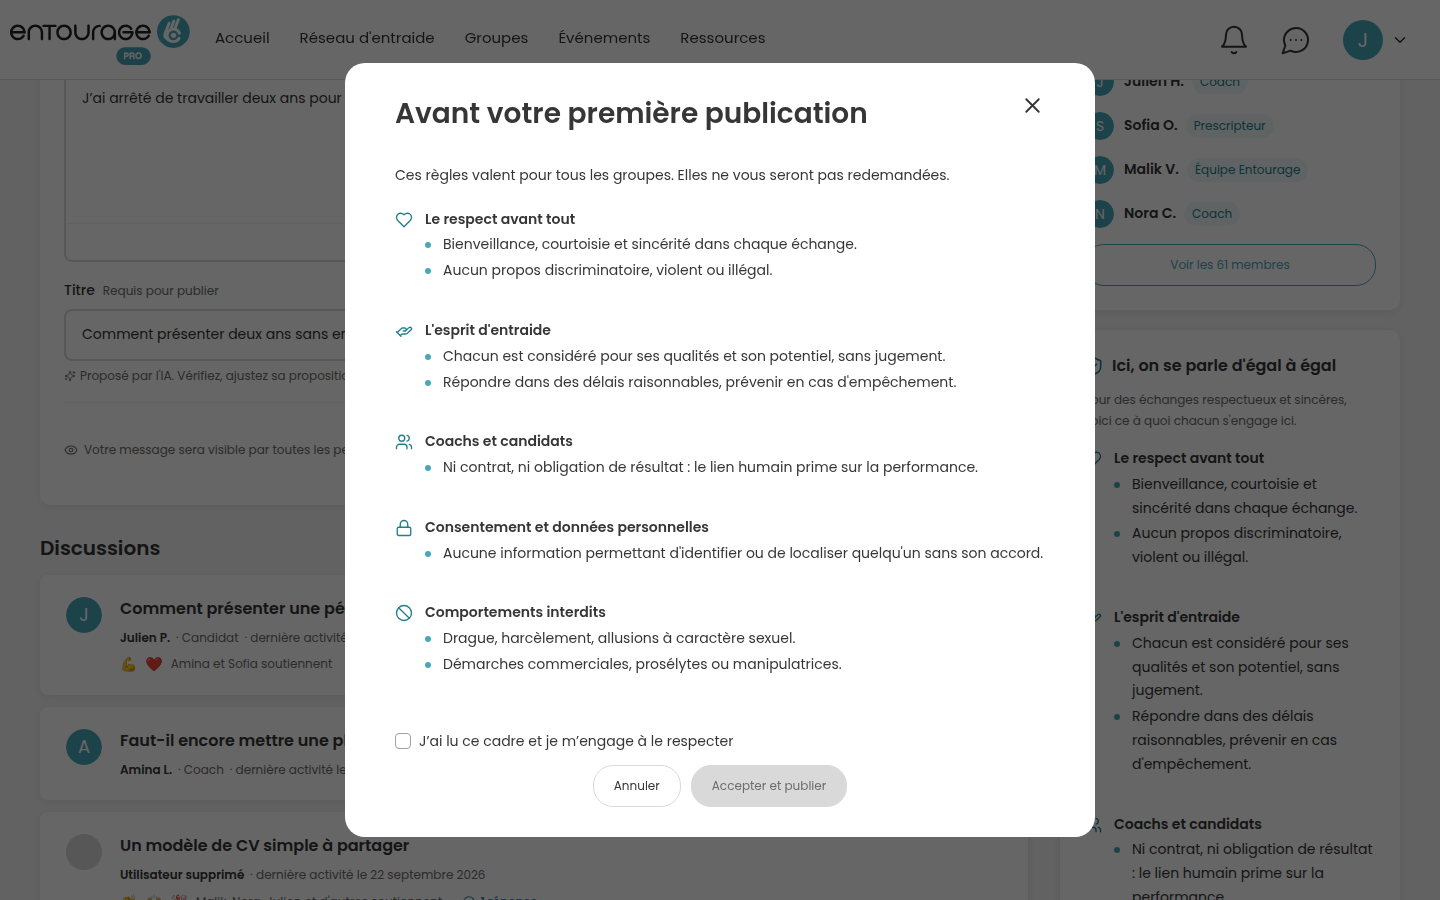 entourage
PRO
Accueil
Réseau d'entraide
Groupes
Événements
Ressources
J
J'ai arrêté de travailler deux ans pour
Titre Requis pour publier
Comment présenter deux ans sans
Proposé par l'IA. Vérifiez, ajustez sa
Votre message sera visible par toutes les
Discussions
J
Comment présenter une
Julien P. · Candidat · dernière activité
💪 ❤️ Amina et Sofia soutiennent
A
Faut-il encore mettre une
Amina L. · Coach · dernière activité
Un modèle de CV simple à partager
Utilisateur supprimé · dernière activité le 22 septembre 2026
Avant votre première publication
Ces règles valent pour tous les groupes. Elles ne vous seront pas redemandées.
Le respect avant tout
Bienveillance, courtoisie et sincérité dans chaque échange.
Aucun propos discriminatoire, violent ou illégal.
L'esprit d'entraide
Chacun est considéré pour ses qualités et son potentiel, sans jugement.
Répondre dans des délais raisonnables, prévenir en cas d'empêchement.
Coachs et candidats
Ni contrat, ni obligation de résultat : le lien humain prime sur la performance.
Consentement et données personnelles
Aucune information permettant d'identifier ou de localiser quelqu'un sans son accord.
Comportements interdits
Drague, harcèlement, allusions à caractère sexuel.
Démarches commerciales, prosélytes ou manipulatrices.
J'ai lu ce cadre et je m'engage à le respecter
Annuler
Accepter et publier
Julien H. Coach
S Sofia O. Prescripteur
M Malik V. Équipe Entourage
N Nora C. Coach
Voir les 61 membres
Ici, on se parle d'égal à égal
des échanges respectueux et sincères,
ce à quoi chacun s'engage ici.
Le respect avant tout
Bienveillance, courtoisie et
sincérité dans chaque échange.
Aucun propos discriminatoire,
violent ou illégal.
L'esprit d'entraide
Chacun est considéré pour ses
qualités et son potentiel, sans
jugement.
Répondre dans des délais
raisonnables, prévenir en cas
d'empêchement.
Coachs et candidats
Ni contrat, ni obligation de résultat
: le lien humain prime sur la
performance.